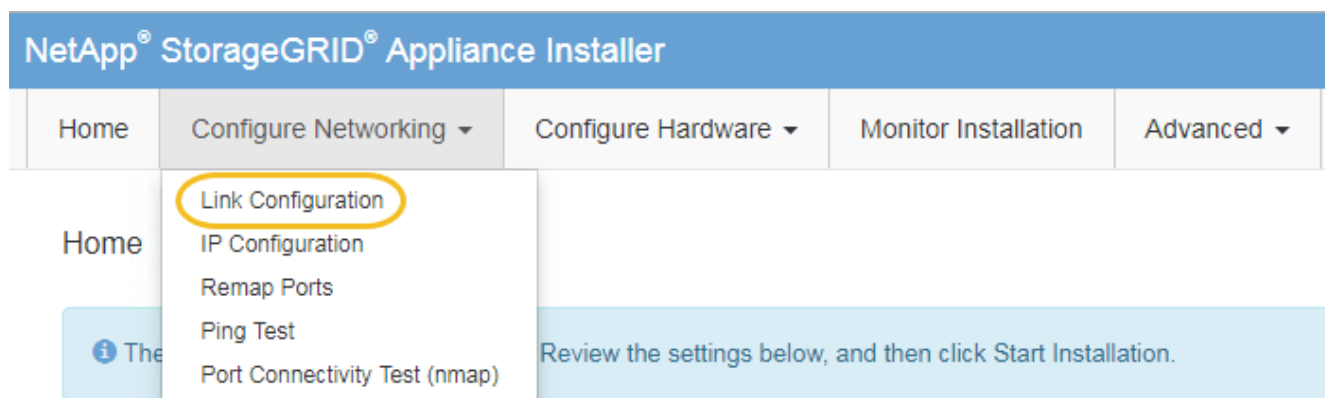 NetApp® StorageGRID® Appliance Installer
Home Configure Networking Configure Hardware Monitor Installation Advanced
Link Configuration
Home
IP Configuration
Remap Ports
Ping Test
The Review the settings below, and then click Start Installation.
Port Connectivity Test (nmap)